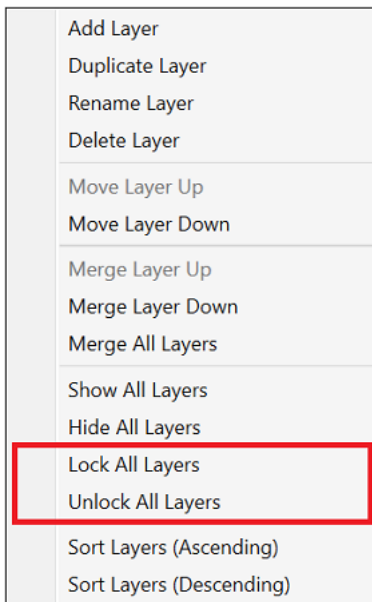 Add Layer
Duplicate Layer
Rename Layer
Delete Layer
Move Layer Up
Move Layer Down
Merge Layer Up
Merge Layer Down
Merge All Layers
Show All Layers
Hide All Layers
Lock All Layers
Unlock All Layers
Sort Layers (Ascending)
Sort Layers (Descending)